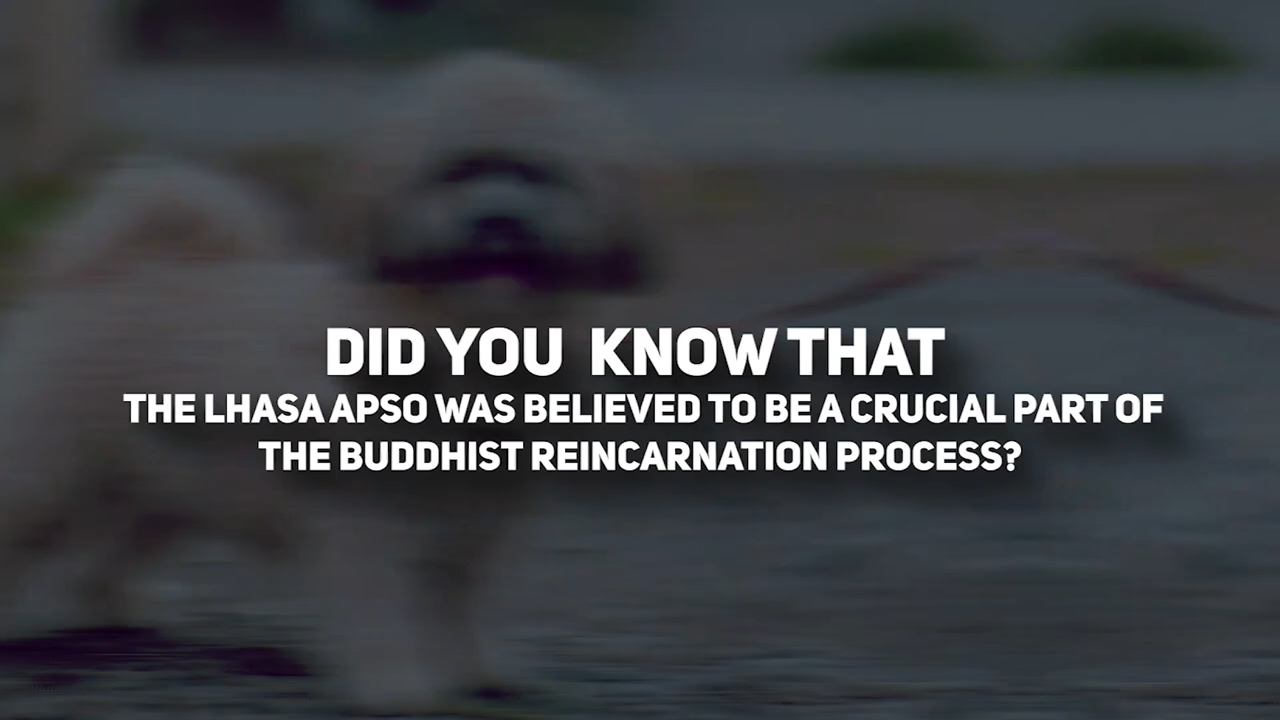 DID YOU KNOW THAT
THE LHASA APSO WAS BELIEVED TO BE A CRUCIAL PART OF
THE BUDDHIST REINCARNATION PROCESS?